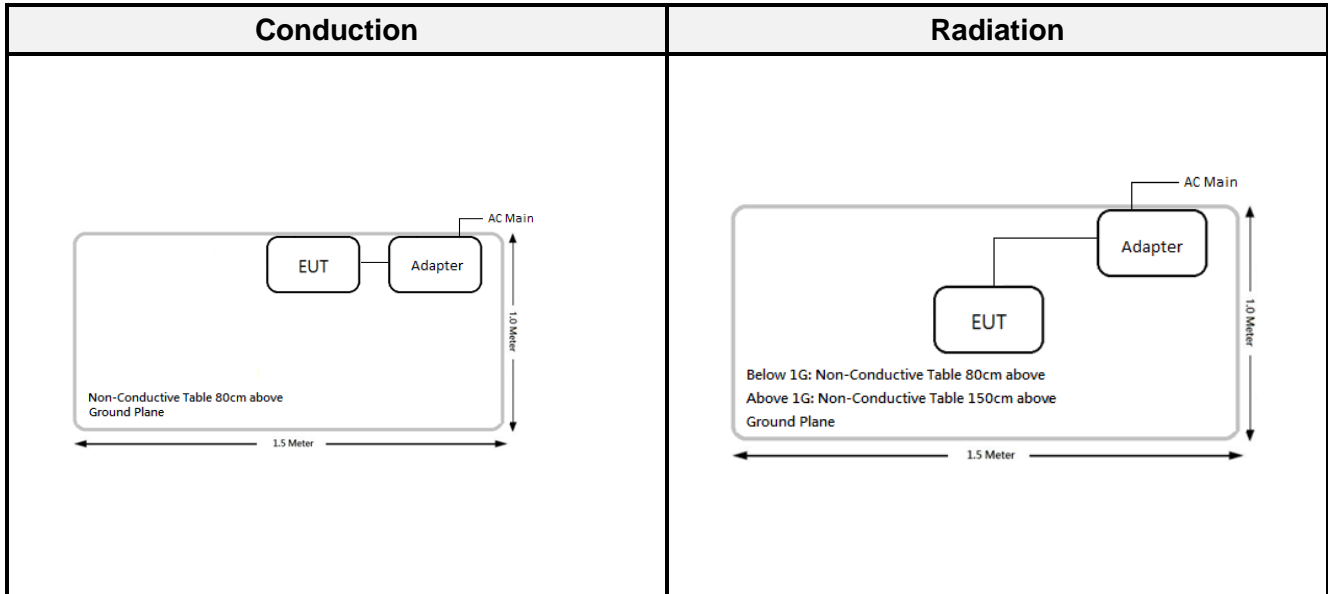 Conduction
Radiation
AC Main
EUT
Adapter
1.0 Meter
Non-Conductive Table 80cm above
Ground Plane
1.5 Meter
AC Main
Adapter
EUT
1.0 Meter
Below 1G: Non-Conductive Table 80cm above
Above 1G: Non-Conductive Table 150cm above
Ground Plane
1.5 Meter